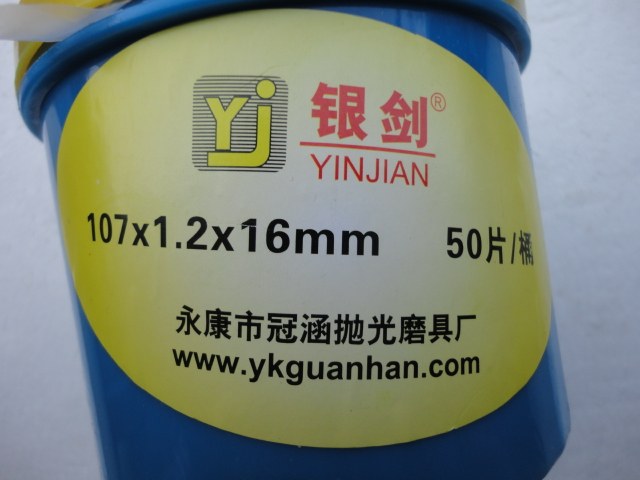 YJ 银剑®
YINJIAN
107x1.2x16mm 50片/桶
永康市冠涵抛光磨具厂
www.ykguanhan.com